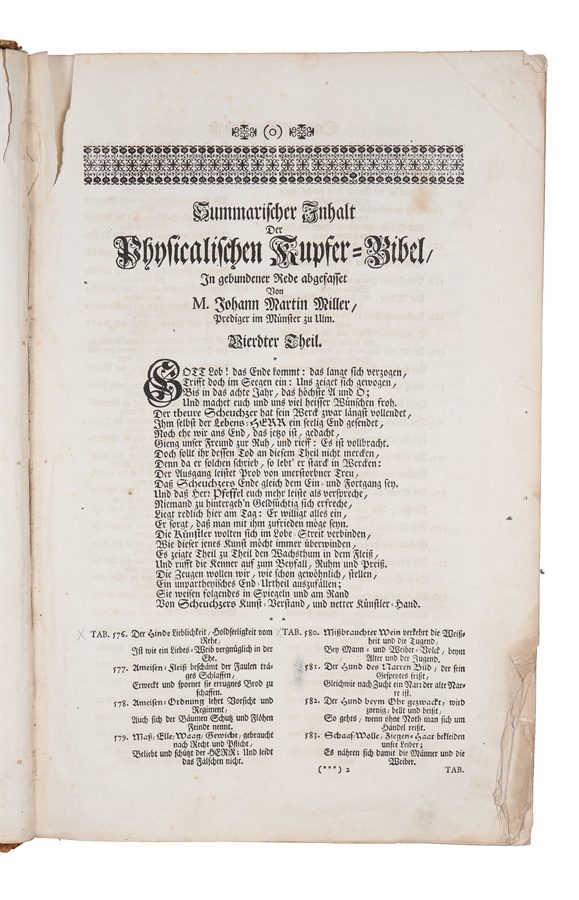 (o)
Summarischer Inhalt
Der
Physicalischen Kupfer-Bibel,
In gebundener Rede abgefasset
Von
M. Johann Martin Miller,
Prediger im Münster zu Ulm.
Vierdter Theil.
*
GOTT Lob! das Ende kommt: das lange sich verzogen,
Trifft doch im Seegen ein: Uns zeiget sich gewogen,
Bis in das achte Jahr, das höchste A und O;
Und machet euch und uns viel heisser Wünschen froh.
Der theure Scheuchzer hat sein Werck zwar längst vollendet,
Ihm selbst der Lebens-HERR ein seelig End gesendet,
Noch ehe wir ans End, das jetzo ist, gedacht,
Gieng unser Freund zur Ruh, und rieff: Es ist vollbracht.
Doch sollt ihr dessen Tod an diesem Theil nicht mercken,
Denn da er solchen schrieb, so lebt' er starck in Wercken:
Der Ausgang leistet Prob von unerstorbner Treu,
Daß Scheuchzers Ende gleich dem Ein- und Fortgang sey.
Und daß Herr Pfeffel euch mehr leiste als verspreche,
Niemand zu hintergeh'n Geldsüchtig sich erfreche,
Liegt redlich hier am Tag: Er williget alles ein,
Er sorgt, daß man mit ihm zufrieden möge seyn.
Die Künstler wolten sich im Lobe-Streit verbinden,
Wie dieser jenes Kunst möcht immer überwinden,
Es zeigte Theil zu Theil den Wachsthum in dem Fleiß,
Und rufft die Kenner auf zum Beyfall, Ruhm und Preiß.
Die Zeugen wollen wir, wie schon gewöhnlich, stellen,
Ein unpartheyisches End-Urtheil auszufällen;
Sie weisen folgendes in Spiegeln und am Rand
Von Scheuchzers Kunst-Verstand, und netter Künstler-Hand.
* *
TAB. 576. Der Hinde Lieblichkeit, Holdseeligkeit vom
Rehe,
Ist wie ein Liebes-Weib vergnüglich in der
Ehe.
577. Ameisen-Fleiß beschämt der Faulen trä-
ges Schlaffen,
Erweckt und spornet sie errugnes Brod zu
schaffen.
578. Ameisen-Ordnung lehrt Vorsicht und
Regiment,
Auch sich der Bäumen Schutz und Flöhen
Feinde nennt.
579. Maß, Elle, Waag, Gewicht, gebraucht
nach Recht und Pflicht,
Beliebt und schützt der HERR; Und leidt
das Fälschen nicht.
TAB. 580. Mißbrauchter Wein verkehrt die Weiß-
heit und die Tugend,
Bey Mann- und Weiber-Volck, beym
Alter und der Jugend.
581. Der Hund des Narren Bild, der sein
Gespeytes frißt,
Gleichwie nach Zucht ein Narr der alte Nar-
re ist.
582. Der Hund beym Ohr gezwackt, wird
zornig, bellt und beißt,
So gehts, wenn ohne Noth man sich um
Händel reißt.
583. Schaaf-Wolle, Ziegen-Haar bekleiden
unsre Leiber;
Es nähren sich damit die Männer und die
Weiber.
(***) 2
TAB.